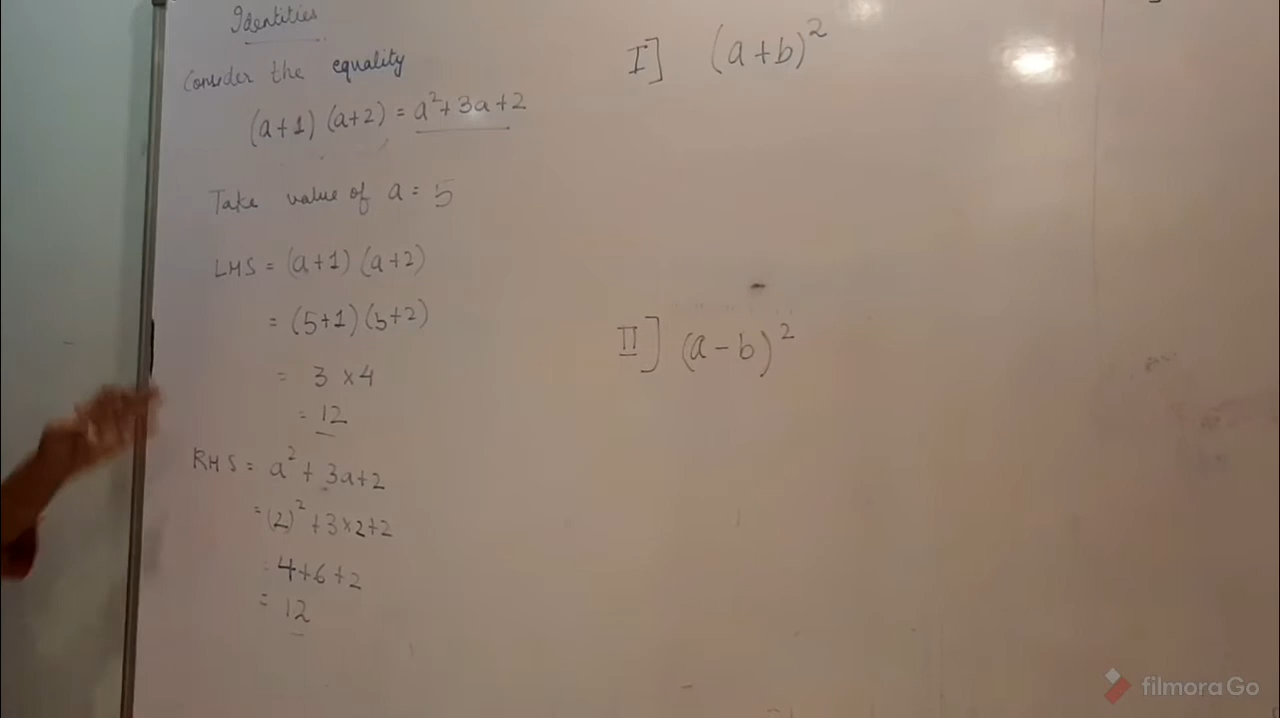 Identities
Consider the equality
(a+1) (a+2) = a²+3a+2
Take value of a = 5
LHS = (a+1) (a+2)
= (5+1) (5+2)
= 3 × 4
= 12
RHS = a² + 3a+2
= (2)² + 3×2+2
= 4+6+2
= 12
I] (a+b)²
II] (a-b)²
filmora Go